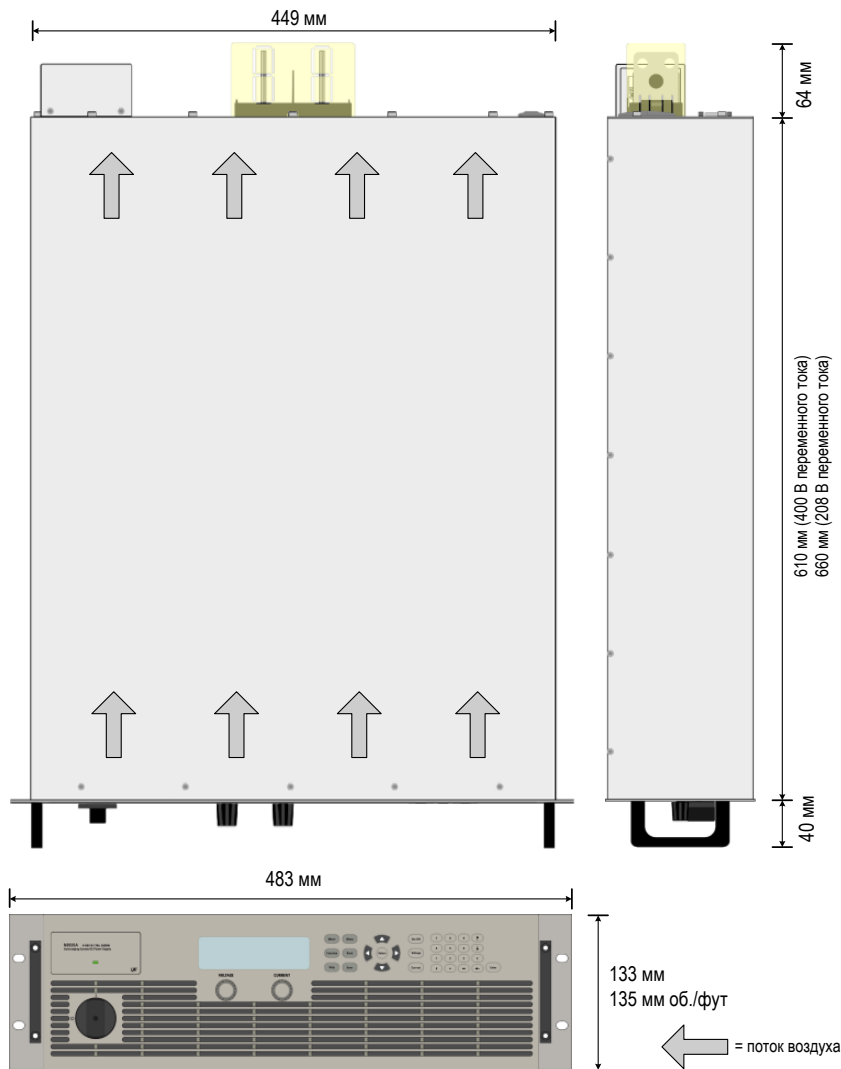 449 мм
64 мм
610 мм (400 В переменного тока)
660 мм (208 В переменного тока)
40 мм
483 мм
VOLTAGE
CURRENT
133 мм
135 мм об./фут
= поток воздуха